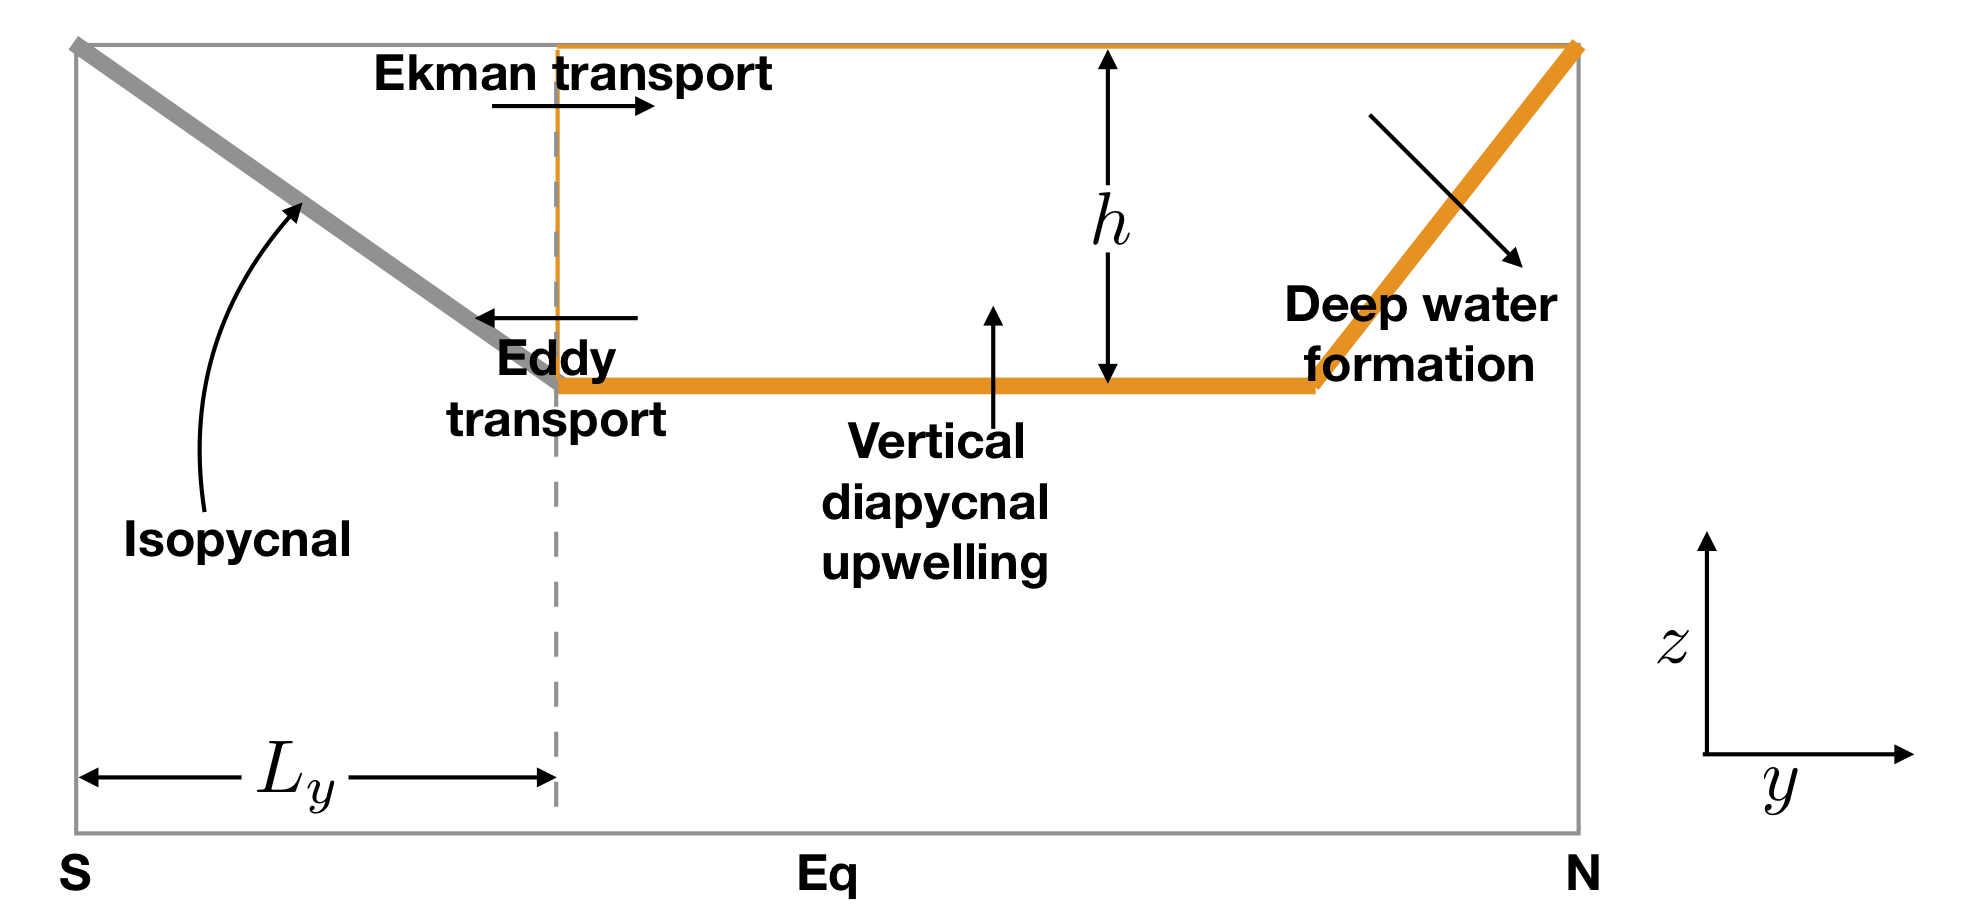 Ekman transport
h
Eddy
transport
Deep water
formation
Vertical
diapycnal
upwelling
Isopycnal
z
L_y
y
S
Eq
N